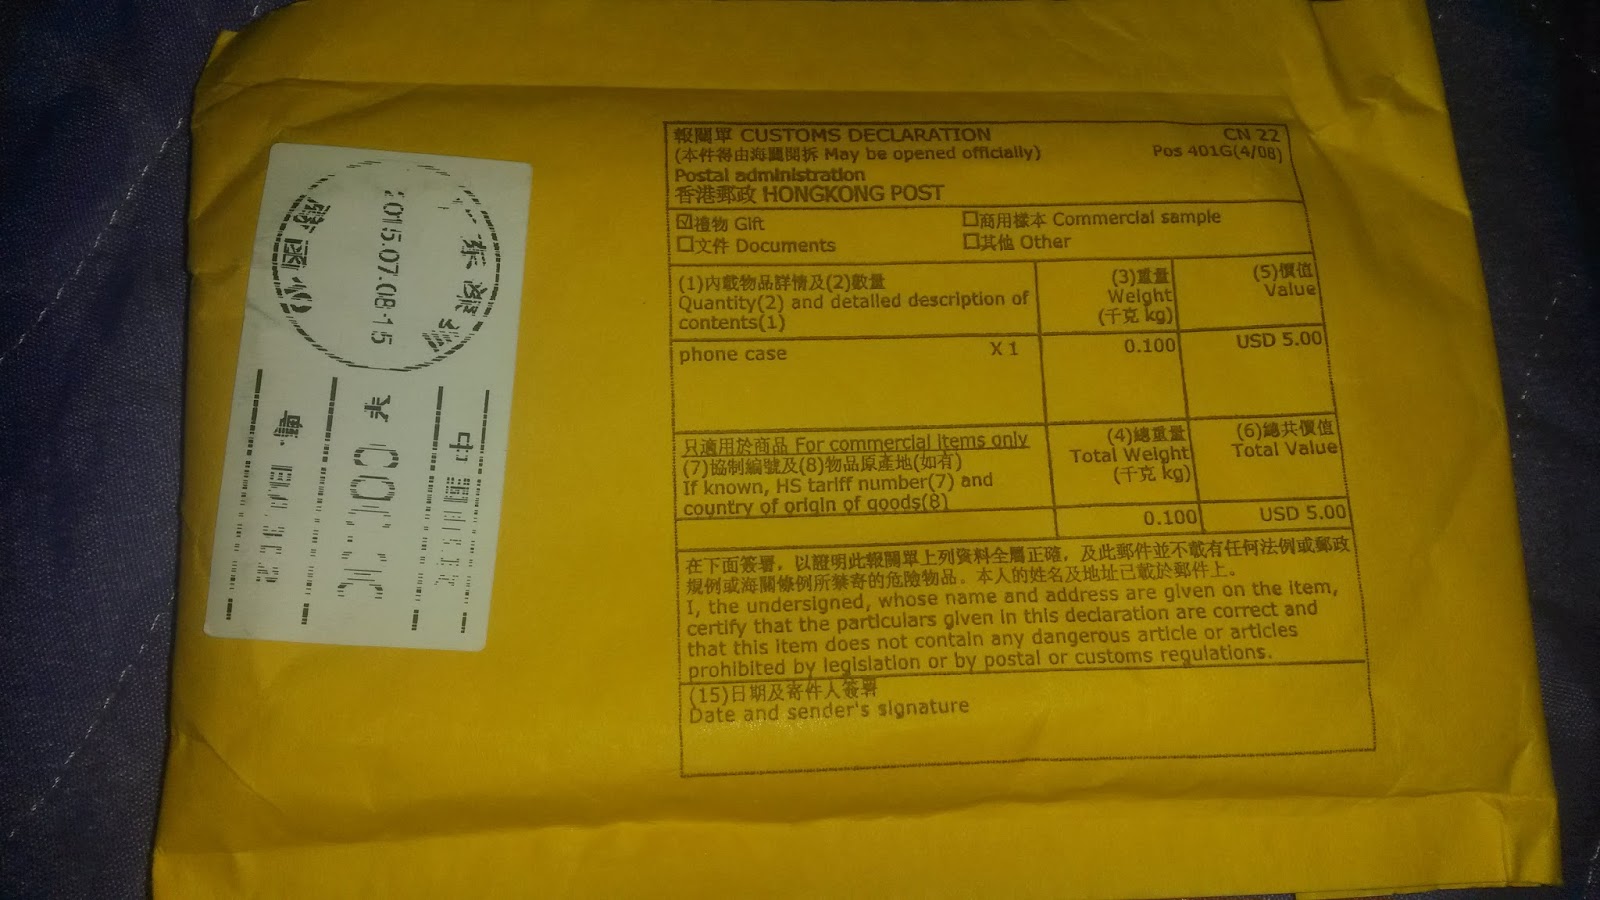 報關單 CUSTOMS DECLARATION
CN 22
(本件得由海關開拆 May be opened officially)
Pos 401G(4/08)
Postal administration
香港郵政 HONGKONG POST
☑禮物 Gift
☐商用樣本 Commercial sample
☐文件 Documents
☐其他 Other
(1)內載物品詳情及(2)數量
Quantity(2) and detailed description of
contents(1)
(3)重量
Weight
(千克 kg)
(5)價值
Value
phone case X 1
0.100
USD 5.00
只適用於商品 For commercial items only
(7)協制編號及(8)物品原產地(如有)
If known, HS tariff number(7) and
country of origin of goods(8)
(4)總重量
Total Weight
(千克 kg)
(6)總共價值
Total Value
0.100
USD 5.00
在下面簽署，以證明此報關單上列資料全屬正確，及此郵件並不載有任何法例或郵政
規例或海關條例所禁寄的危險物品。本人的姓名及地址已載於郵件上。
I, the undersigned, whose name and address are given on the item,
certify that the particulars given in this declaration are correct and
that this item does not contain any dangerous article or articles
prohibited by legislation or by postal or customs regulations.
(15)日期及寄件人簽署
Date and sender's signature
2015.07.08.15
中